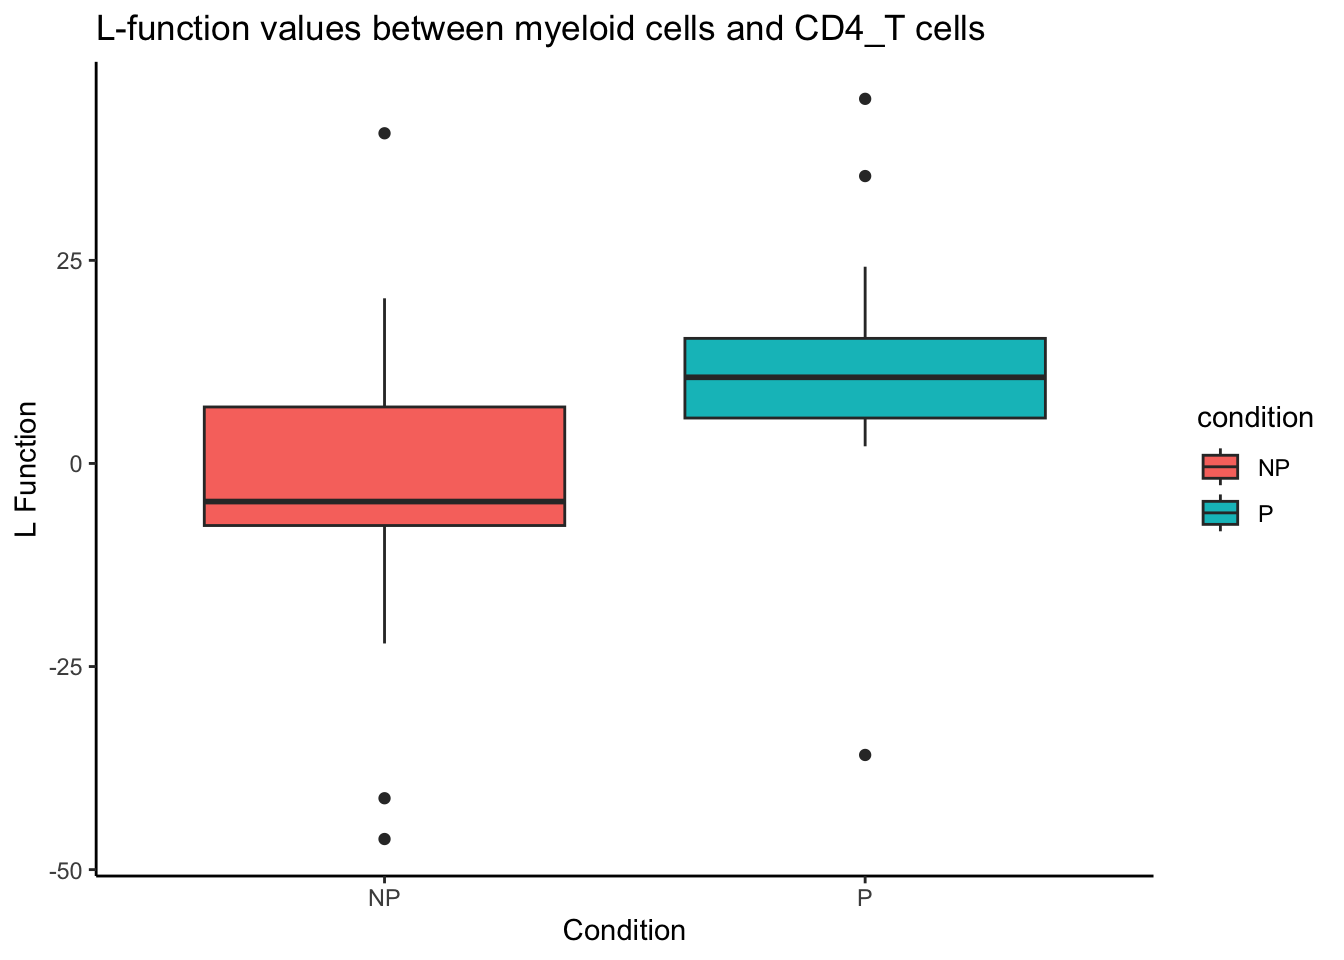 L-function values between myeloid cells and CD4_T cells
25
0
-25
-50
L Function
NP
P
Condition
condition
NP
P